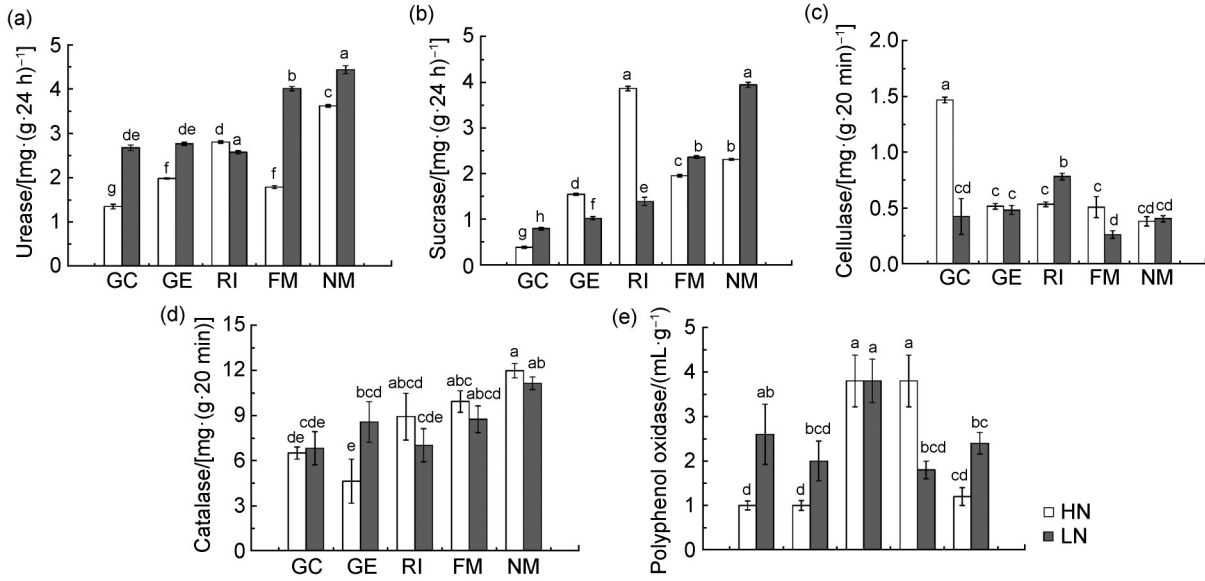 (a)
Urease/[mg·(g·24 h)⁻¹]
5
4
3
2
1
0
g
de
f
de
d
a
f
b
c
a
GC GE RI FM NM
(b)
Sucrase/[mg·(g·24 h)⁻¹]
5
4
3
2
1
0
g
h
d
f
a
e
c
b
b
a
GC GE RI FM NM
(c)
Cellulase/[mg·(g·20 min)⁻¹]
2.0
1.5
1.0
0.5
0.0
a
cd
c
c
c
b
c
d
cd
cd
GC GE RI FM NM
(d)
Catalase/[mg·(g·20 min)]
15
12
9
6
3
0
de
cde
e
bcd
abcd
cde
abc
abcd
a
ab
GC GE RI FM NM
(e)
Polyphenol oxidase/(mL·g⁻¹)
5
4
3
2
1
0
d
ab
d
bcd
a
a
a
bcd
cd
bc
HN
LN